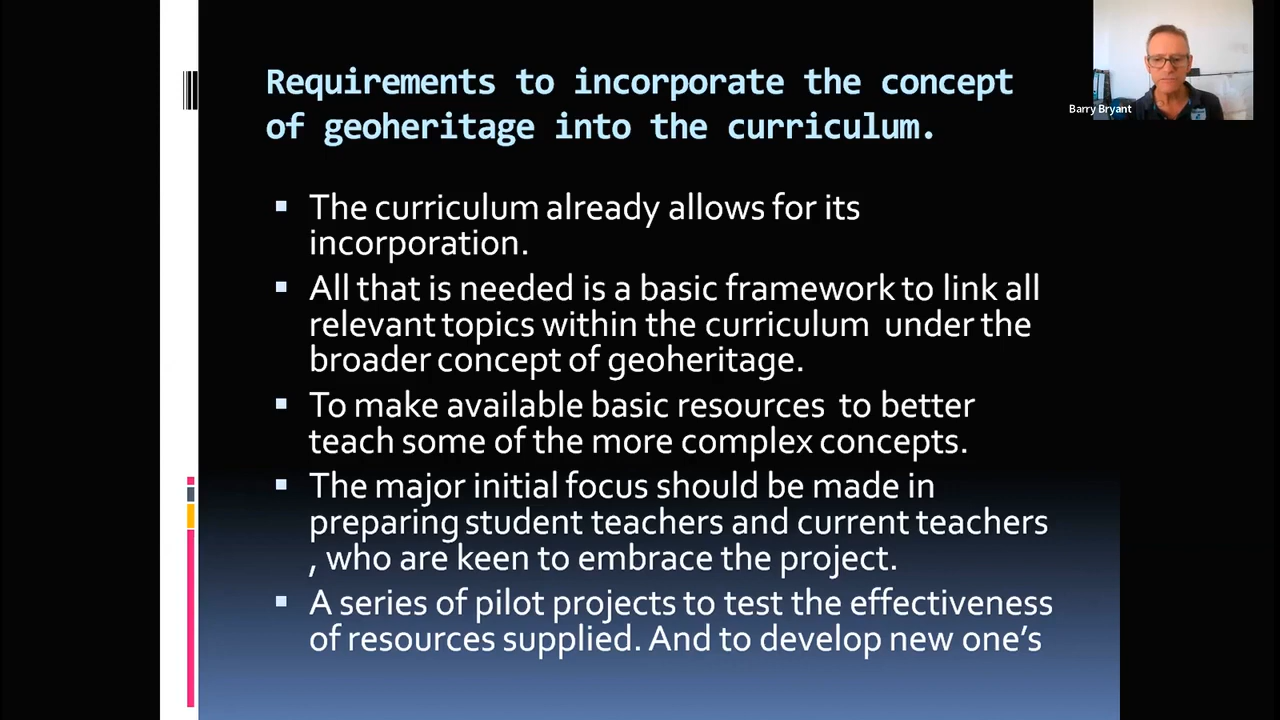 Requirements to incorporate the concept
of geoheritage into the curriculum.
Barry Bryant
The curriculum already allows for its
incorporation.
All that is needed is a basic framework to link all
relevant topics within the curriculum under the
broader concept of geoheritage.
To make available basic resources to better
teach some of the more complex concepts.
The major initial focus should be made in
preparing student teachers and current teachers
, who are keen to embrace the project.
A series of pilot projects to test the effectiveness
of resources supplied. And to develop new one’s